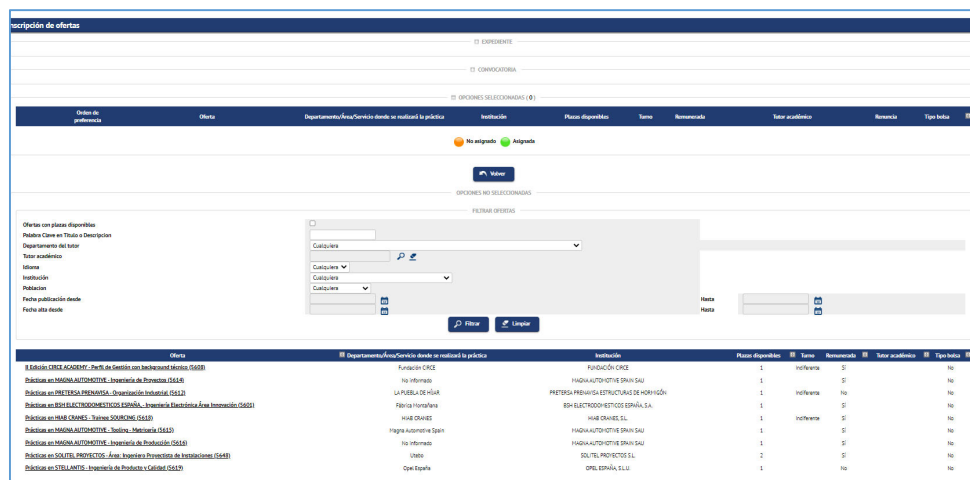 nscripción de ofertas
EXPEDIENTE
CONVOCATORIA
OPCIONES SELECCIONADAS ( 0 )
Orden de preferencia Oferta Departamento/Área/Servicio donde se realizará la práctica Institución Plazas disponibles Turno Remunerada Tutor académico Renuncia Tipo bolsa
No asignado Asignada
Volver
OPCIONES NO SELECCIONADAS
FILTRAR OFERTAS
Ofertas con plazas disponibles
Palabra Clave en Titulo o Descripcion
Departamento del tutor Cualquiera
Tutor académico
Idioma Cualquiera
Institución Cualquiera
Poblacion Cualquiera
Fecha publicación desde Hasta
Fecha alta desde Hasta
Filtrar Limpiar
Oferta Departamento/Área/Servicio donde se realizará la práctica Institución Plazas disponibles Turno Remunerada Tutor académico Tipo bolsa
II Edición CIRCE ACADEMY - Perfil de Gestión con background técnico (5608) Fundación CIRCE FUNDACIÓN CIRCE 1 Indiferente Sí No
Prácticas en MAGNA AUTOMOTIVE - Ingeniería de Proyectos (5614) No informado MAGNA AUTOMOTIVE SPAIN SAU 1 Sí No
Prácticas en PRETERSA PRENAVISA - Organización Industrial (5612) LA PUEBLA DE HÍJAR PRETERSA PRENAVISA ESTRUCTURAS DE HORMIGÓN 1 Indiferente No No
Prácticas en BSH ELECTRODOMESTICOS ESPAÑA, - Ingeniería Electrónica Área Innovación (5601) Fábrica Montañana BSH ELECTRODOMESTICOS ESPAÑA, S.A. 1 Sí No
Prácticas en HIAB CRANES - Trainee SOURCING (5618) HIAB CRANES HIAB CRANES, S.L. 1 Indiferente Sí No
Prácticas en MAGNA AUTOMOTIVE - Tooling - Matricería (5615) Magna Automotive Spain MAGNA AUTOMOTIVE SPAIN SAU 1 Sí No
Prácticas en MAGNA AUTOMOTIVE - Ingeniería de Producción (5616) No informado MAGNA AUTOMOTIVE SPAIN SAU 1 Sí No
Prácticas en SOLITEL PROYECTOS - Área: Ingeniero Proyectista de Instalaciones (5648) Utebo SOLITEL PROYECTOS S.L. 2 Sí No
Prácticas en STELLANTIS - Ingeniería de Producto y Calidad (5619) Opel España OPEL ESPAÑA, S.L.U. 1 No No